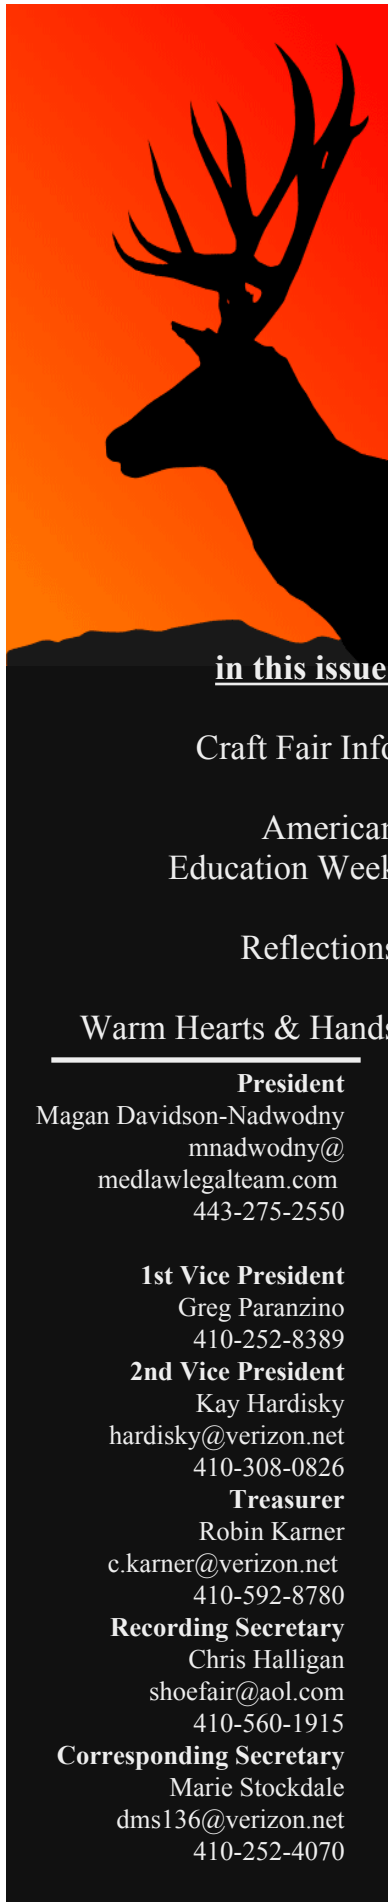 in this issue
Craft Fair Info
American
Education Week
Reflections
Warm Hearts & Hands
President
Magan Davidson-Nadwodny
mnadwodny@
medlawlegalteam.com
443-275-2550
1st Vice President
Greg Paranzino
410-252-8389
2nd Vice President
Kay Hardisky
hardisky@verizon.net
410-308-0826
Treasurer
Robin Karner
c.karner@verizon.net
410-592-8780
Recording Secretary
Chris Halligan
shoefair@aol.com
410-560-1915
Corresponding Secretary
Marie Stockdale
dms136@verizon.net
410-252-4070